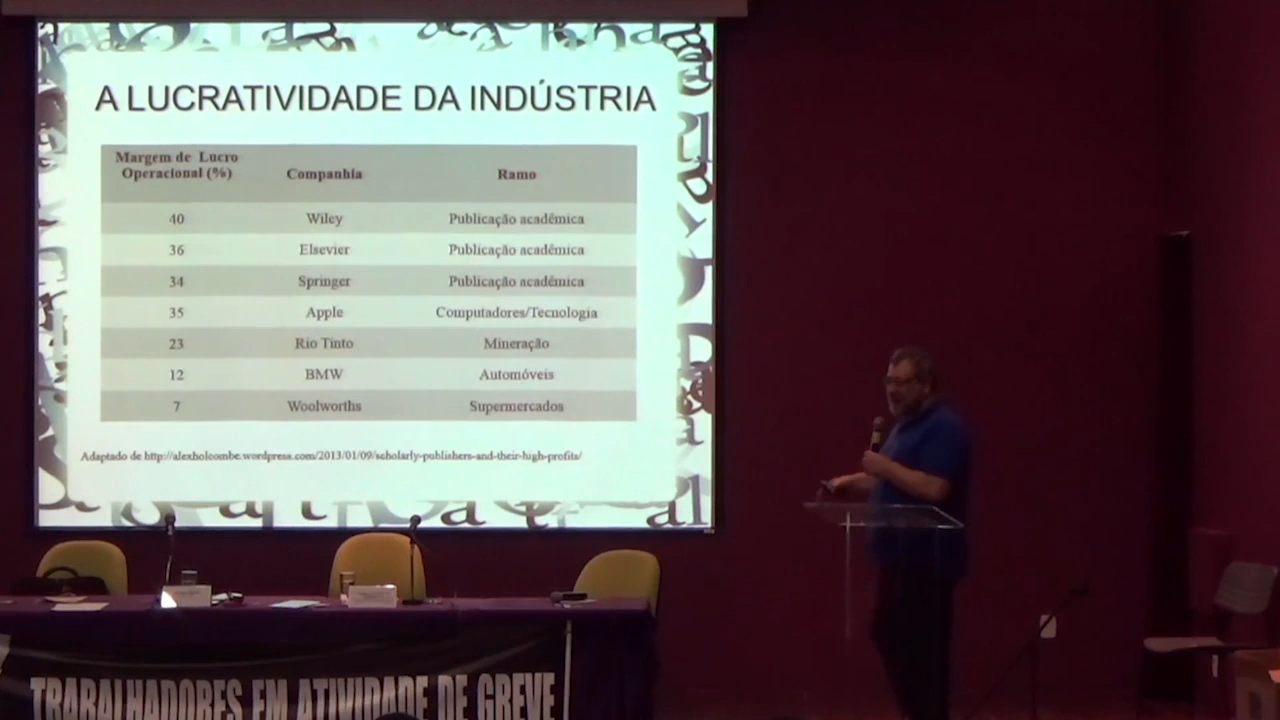 A LUCRATIVIDADE DA INDÚSTRIA
Margem de Lucro
Operacional (%) Companhia Ramo
40 Wiley Publicação acadêmica
36 Elsevier Publicação acadêmica
34 Springer Publicação acadêmica
35 Apple Computadores/Tecnologia
23 Rio Tinto Mineração
12 BMW Automóveis
7 Woolworths Supermercados
Adaptado de http://alexholcombe.wordpress.com/2013/01/09/scholarly-publishers-and-their-high-profits/
TRABALHADORES EM ATIVIDADE DE GREVE